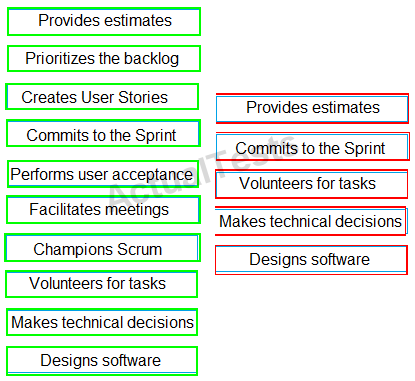 Provides estimates
Prioritizes the backlog
Creates User Stories
Commits to the Sprint
Performs user acceptance
Facilitates meetings
Champions Scrum
Volunteers for tasks
Makes technical decisions
Designs software
Provides estimates
Commits to the Sprint
Volunteers for tasks
Makes technical decisions
Designs software
ActualTests